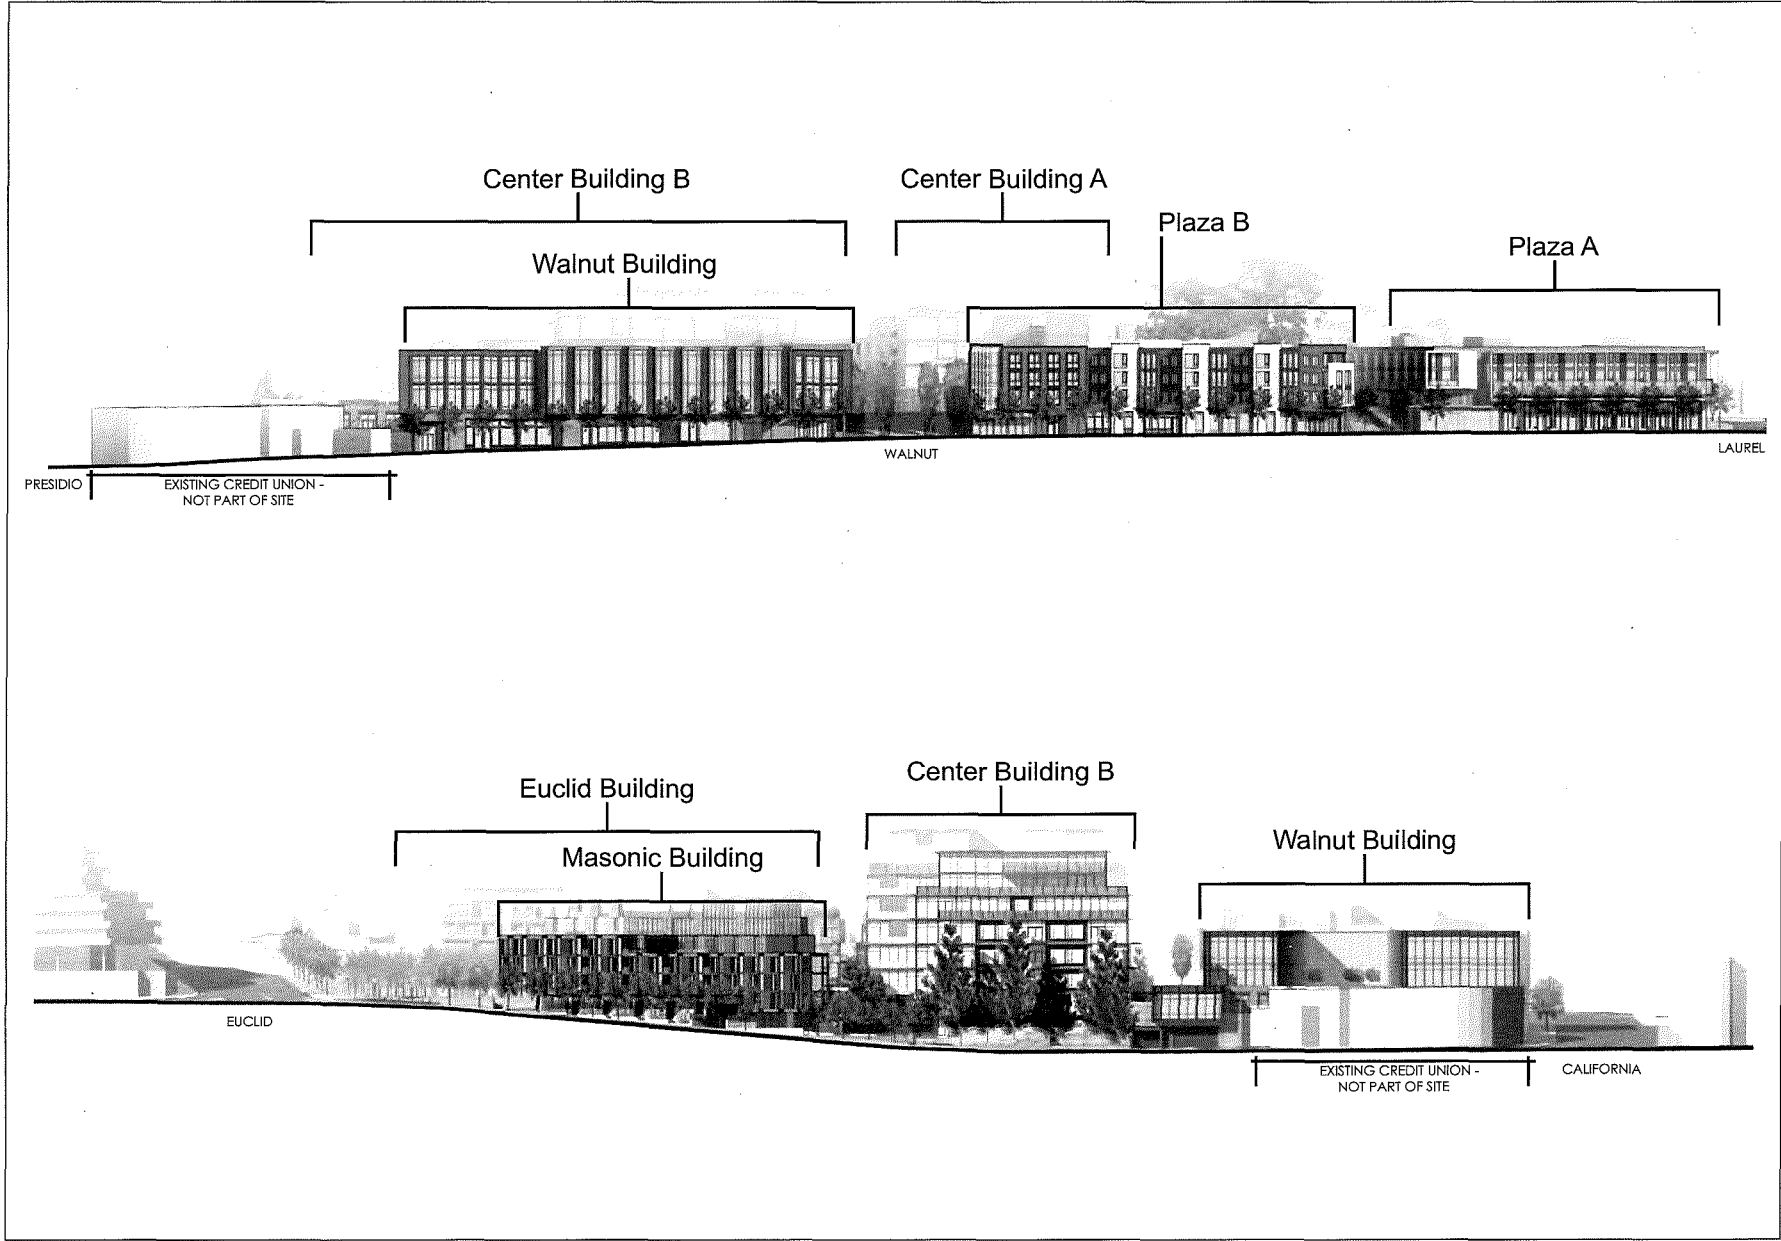 Center Building B
Center Building A
Plaza B
Plaza A
Walnut Building
WALNUT
LAUREL
PRESIDIO
EXISTING CREDIT UNION -
NOT PART OF SITE
Euclid Building
Center Building B
Masonic Building
Walnut Building
EUCLID
EXISTING CREDIT UNION -
NOT PART OF SITE
CALIFORNIA